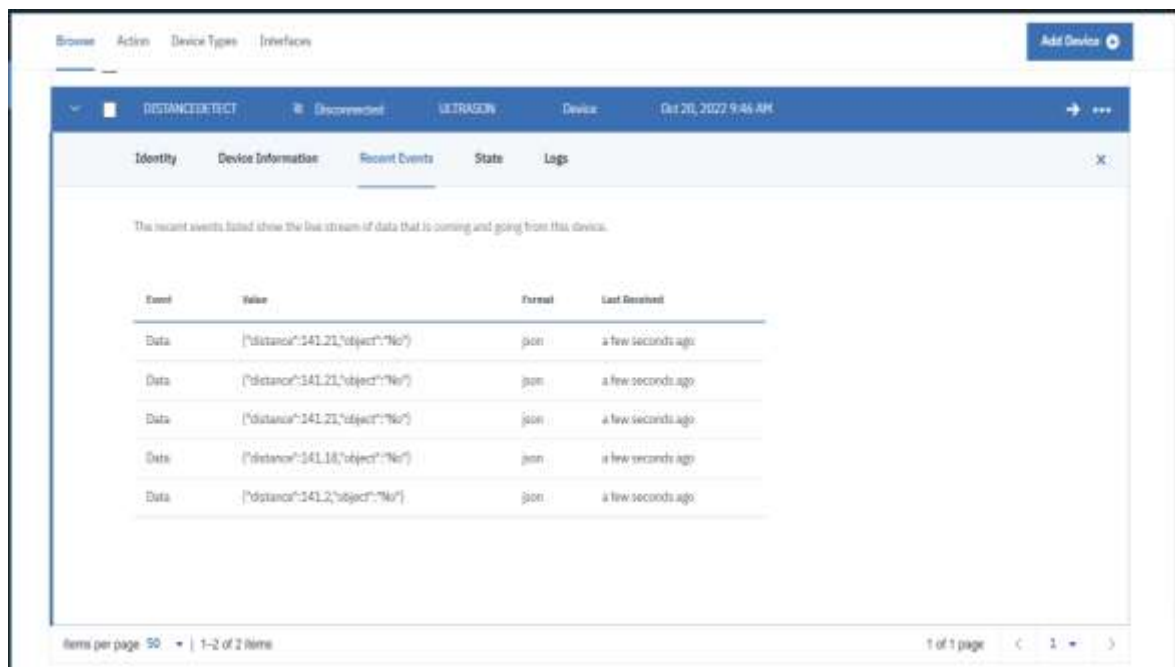 Browse Action Device Types Interfaces Add Device
DISTANCEDETECT Disconnected ULTRASON Device Oct 20, 2022 9:46 AM
Identity Device Information Recent Events State Logs
The recent events listed show the live stream of data that is coming and going from this device.
Event Value Format Last Received
Data {"distance":141.21,"object":"No"} json a few seconds ago
Data {"distance":141.21,"object":"No"} json a few seconds ago
Data {"distance":141.21,"object":"No"} json a few seconds ago
Data {"distance":141.18,"object":"No"} json a few seconds ago
Data {"distance":141.2,"object":"No"} json a few seconds ago
Items per page 50 | 1–2 of 2 items 1 of 1 page 1